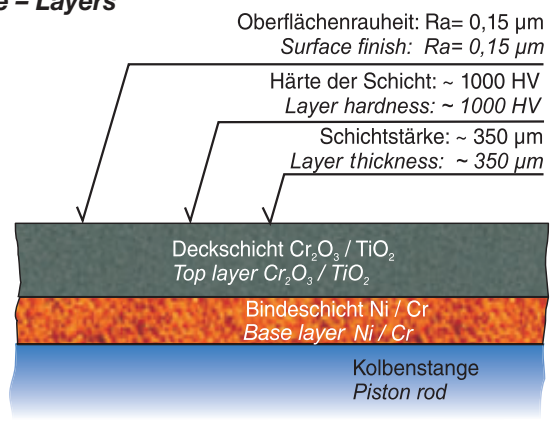 – Layers
Oberflächenrauheit: Ra= 0,15 µm
Surface finish: Ra= 0,15 µm
Härte der Schicht: ~ 1000 HV
Layer hardness: ~ 1000 HV
Schichtstärke: ~ 350 µm
Layer thickness: ~ 350 µm
Deckschicht Cr₂O₃ / TiO₂
Top layer Cr₂O₃ / TiO₂
Bindeschicht Ni / Cr
Base layer Ni / Cr
Kolbenstange
Piston rod